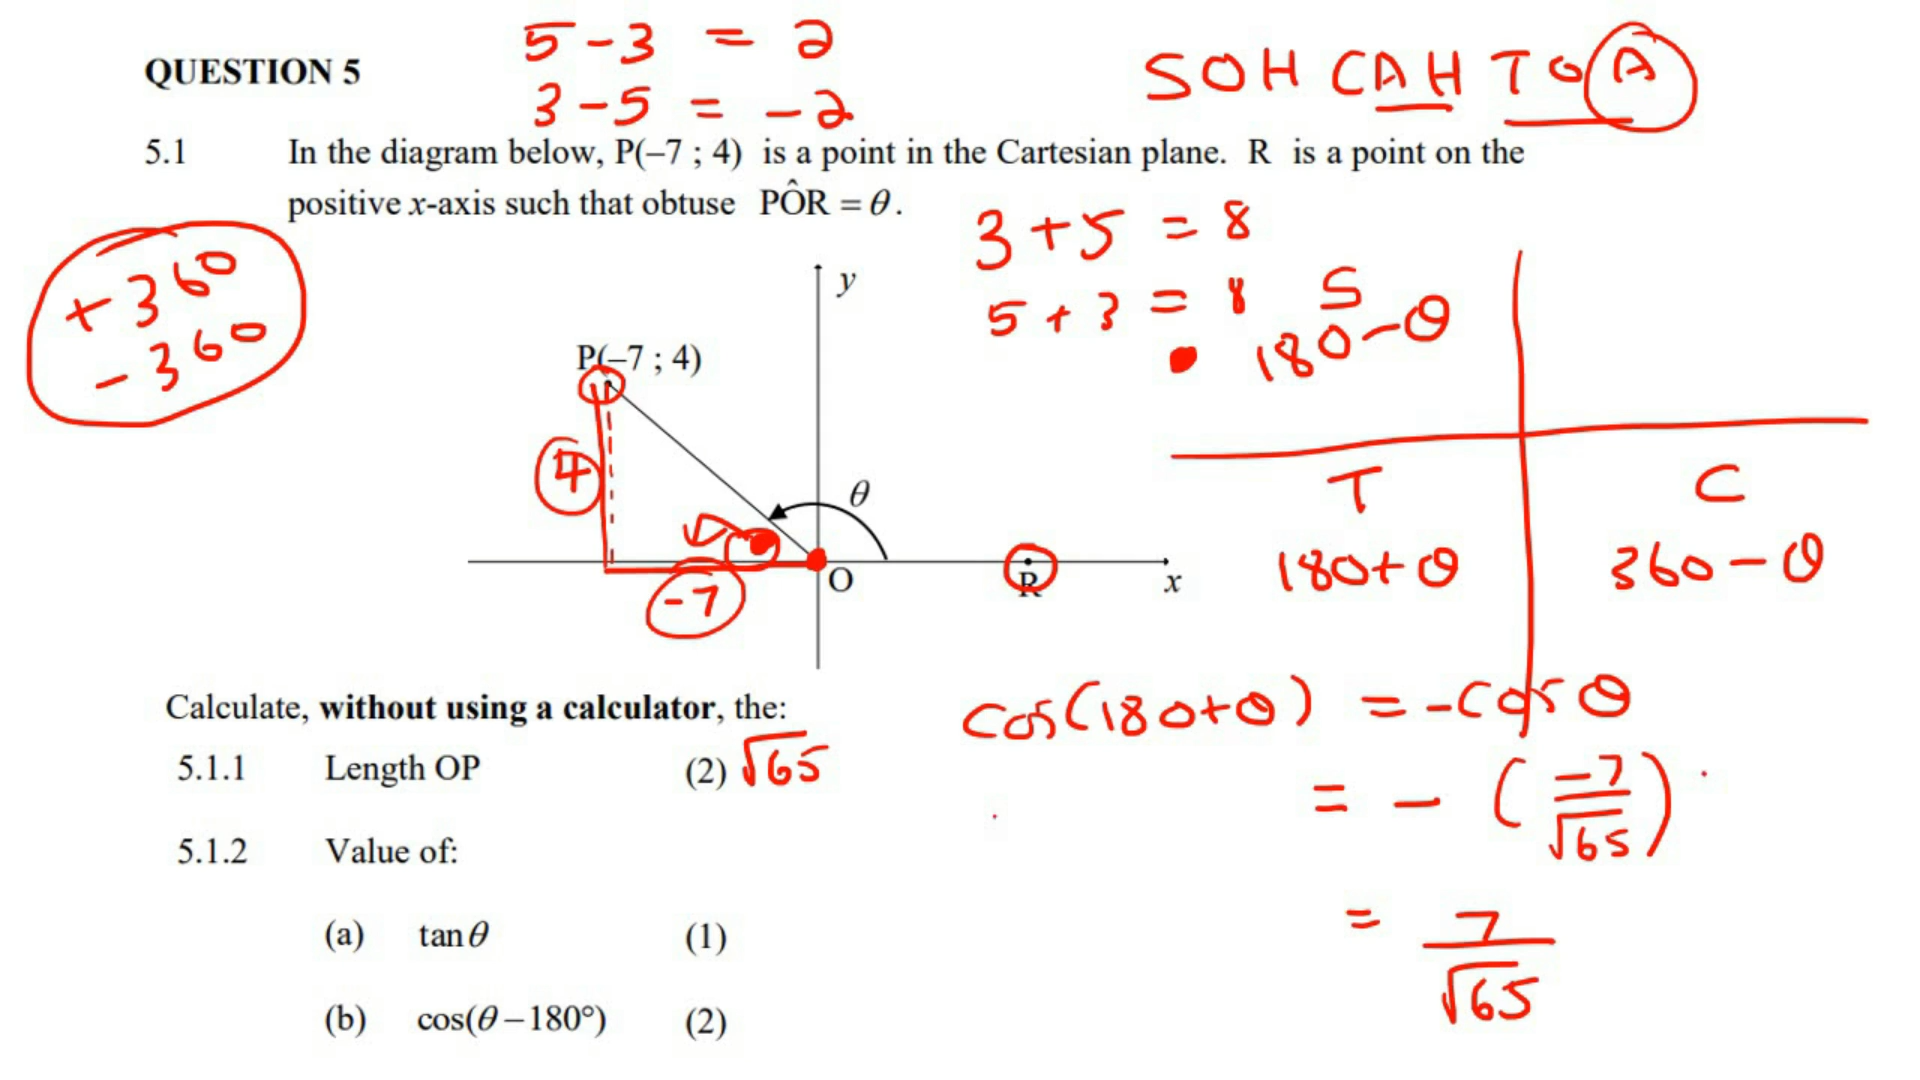 5 - 3 = 2
QUESTION 5
SOH CAH TOA
3 - 5 = -2
5.1 In the diagram below, P(–7 ; 4) is a point in the Cartesian plane. R is a point on the
positive x-axis such that obtuse PÔR = θ.
+360
-360
3 + 5 = 8
5 + 3 = 8
S
180-θ
y
P(–7 ; 4)
4
θ
T
C
O
R
x
-7
180+θ
360-θ
cos(180+θ) = -cos θ
Calculate, without using a calculator, the:
5.1.1 Length OP (2) √65
= - (-7/√65)
5.1.2 Value of:
(a) tan θ (1)
= 7/√65
(b) cos(θ – 180°) (2)